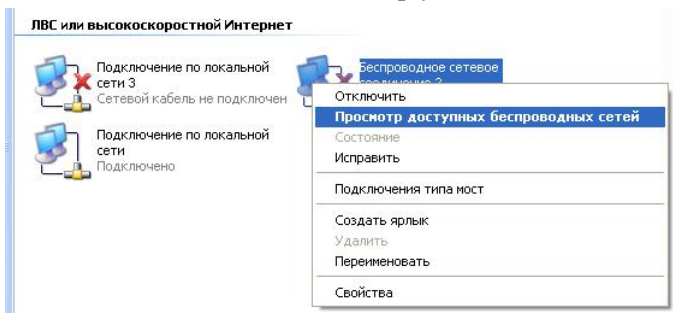 ЛВС или высокоскоростной Интернет
Подключение по локальной
сети 3
Сетевой кабель не подключен
Подключение по локальной
сети
Подключено
Беспроводное сетевое
Отключить
Просмотр доступных беспроводных сетей
Состояние
Исправить
Подключения типа мост
Создать ярлык
Удалить
Переименовать
Свойства